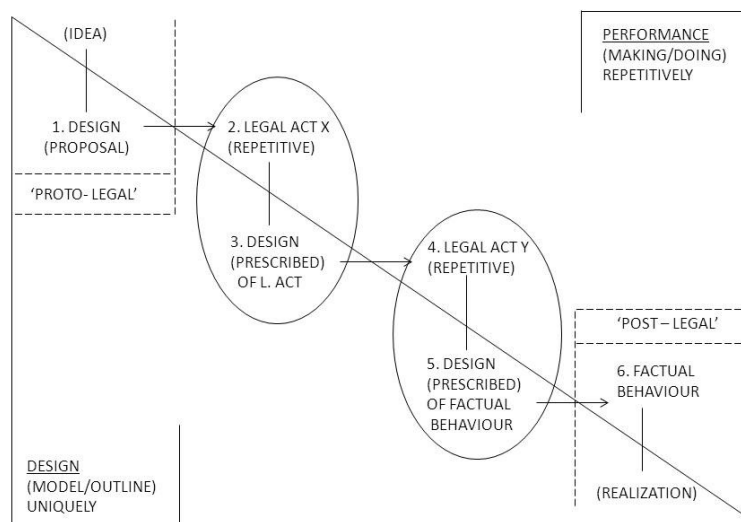 (IDEA)
1. DESIGN
(PROPOSAL)
'PROTO- LEGAL'
2. LEGAL ACT X
(REPETITIVE)
3. DESIGN
(PRESCRIBED)
OF L. ACT
PERFORMANCE
(MAKING/DOING)
REPETITIVELY
4. LEGAL ACT Y
(REPETITIVE)
5. DESIGN
(PRESCRIBED)
OF FACTUAL
BEHAVIOUR
'POST – LEGAL'
6. FACTUAL
BEHAVIOUR
(REALIZATION)
DESIGN
(MODEL/OUTLINE)
UNIQUELY